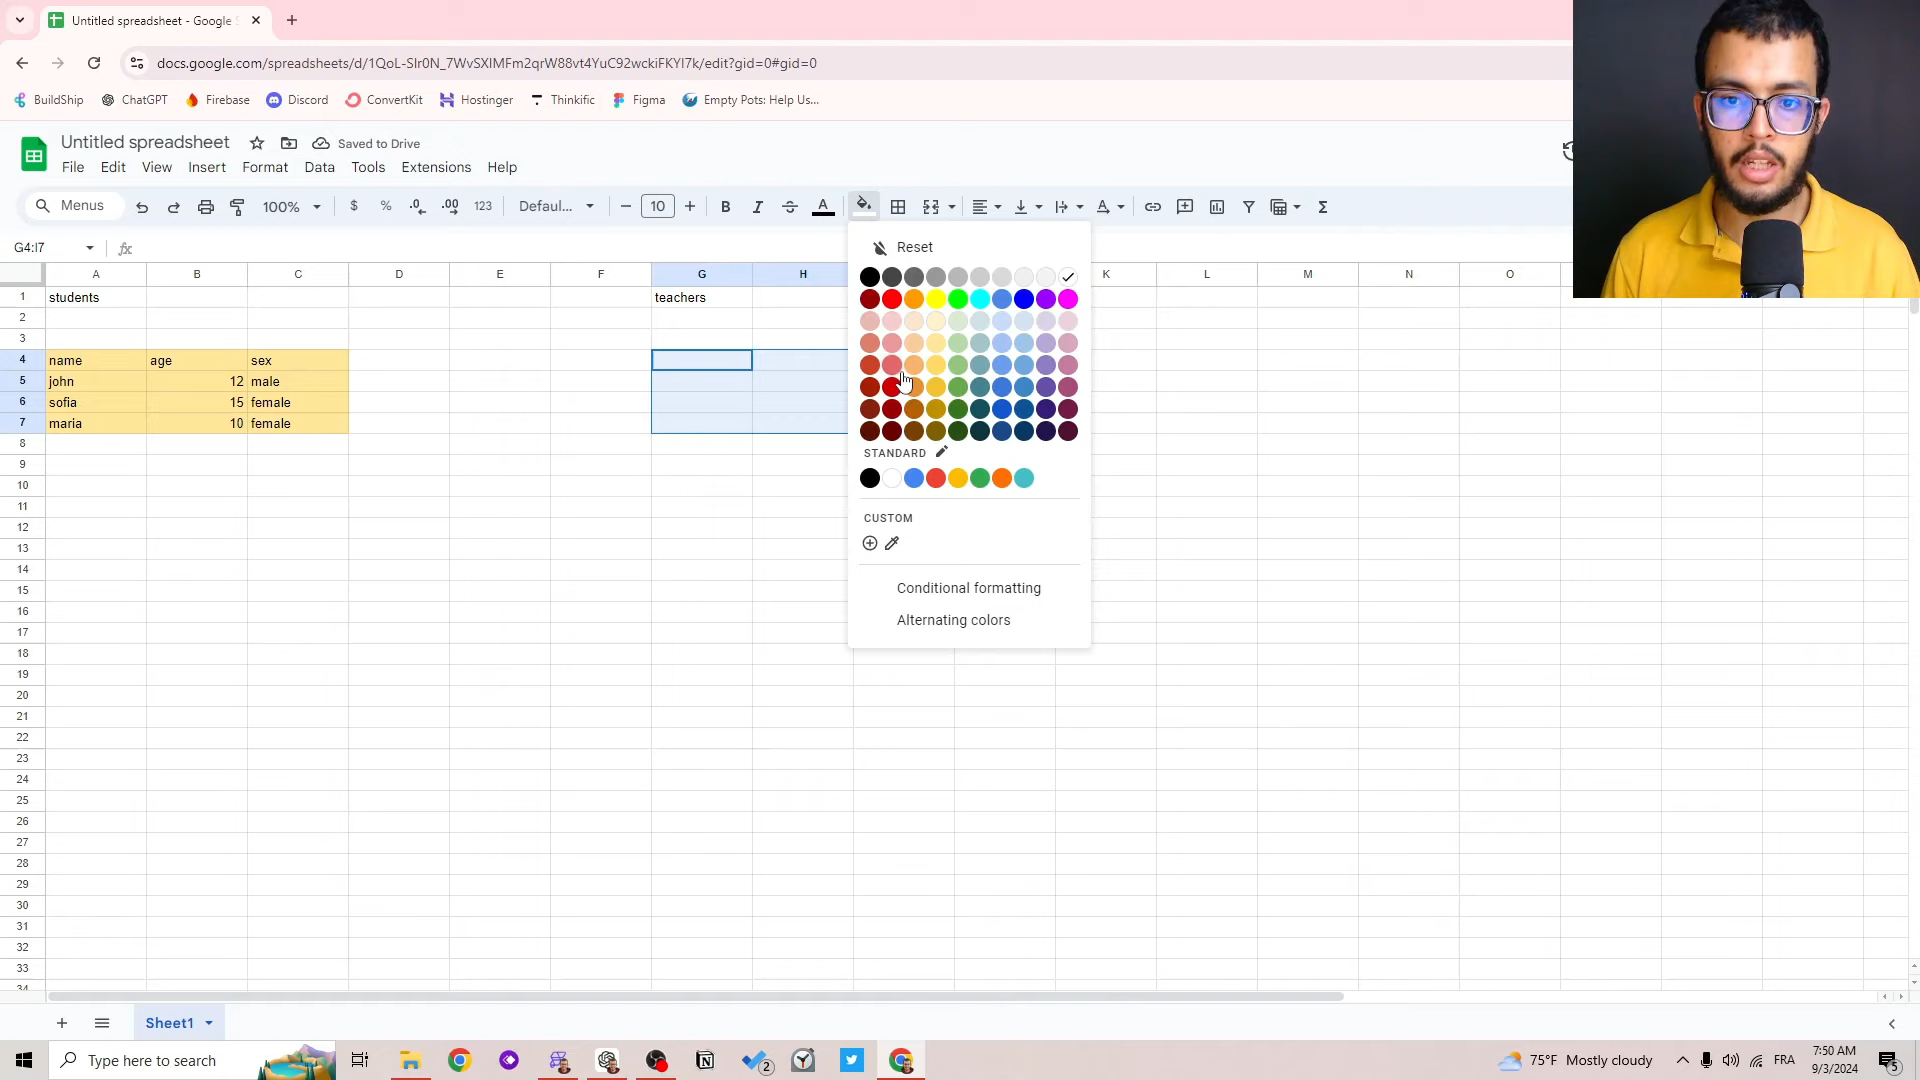 Untitled spreadsheet - Google S
docs.google.com/spreadsheets/d/1QoL-SIr0N_7WvSXIMFm2qrW88vt4YuC92wckiFKYI7k/edit?gid=0#gid=0
BuildShip ChatGPT Firebase Discord ConvertKit Hostinger Thinkific Figma Empty Pots: Help Us...
Untitled spreadsheet Saved to Drive
File Edit View Insert Format Data Tools Extensions Help
Menus 100% $ % .0 .00 123 Defaul... 10 B I A Σ
G4:I7 fx
Reset
A B C D E F G H K L M N O
1 students teachers
2
3
4 name age sex
5 john 12 male
6 sofia 15 female
7 maria 10 female
8
9
10
11
12
13
14
15
16
17
18
19
20
21
22
23
24
25
26
27
28
29
30
31
32
33
34
STANDARD
CUSTOM
Conditional formatting
Alternating colors
Sheet1
Type here to search 2 75°F Mostly cloudy FRA 7:50 AM
9/3/2024 5